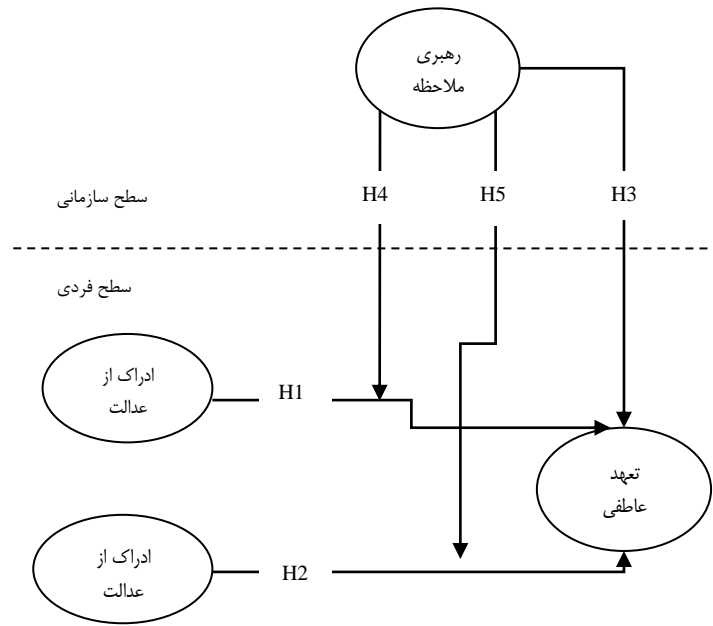 رهبری
ملاحظه
H4
H5
H3
سطح سازمانی
سطح فردی
ادراک از
عدالت
H1
تعهد
عاطفی
ادراک از
عدالت
H2